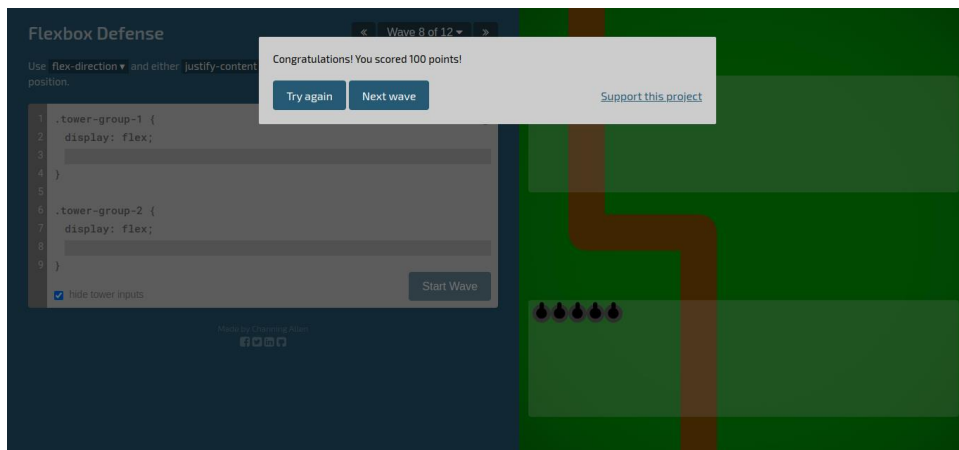 Flexbox Defense
« Wave 8 of 12 ▾ »
Use flex-direction ▾ and either justify-content
position.
Congratulations! You scored 100 points!
Try again Next wave Support this project
1 .tower-group-1 {
2 display: flex;
3
4 }
5
6 .tower-group-2 {
7 display: flex;
8
9 }
hide tower inputs
Start Wave
Made by Channing Allen